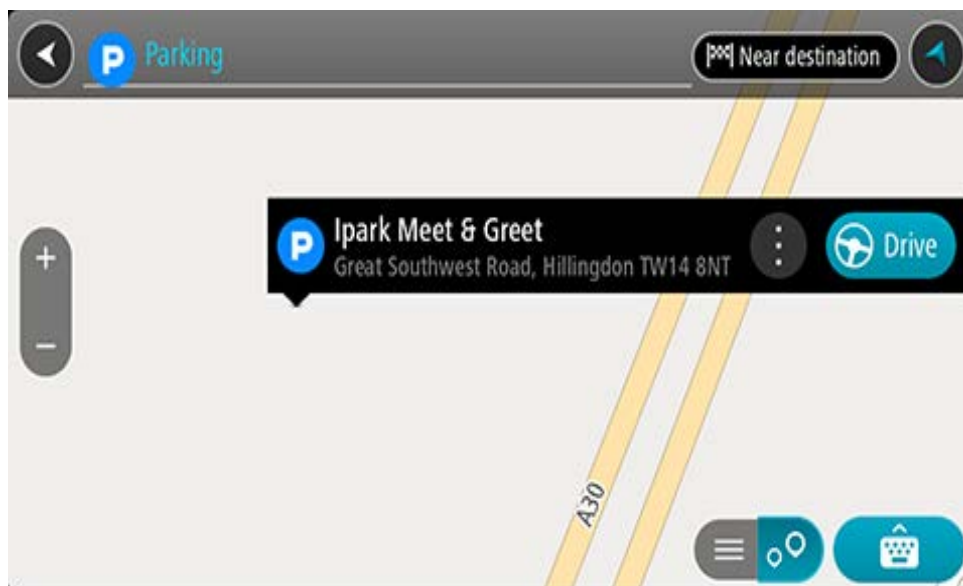 P Parking
Near destination
P Ipark Meet & Greet
Great Southwest Road, Hillingdon TW14 8NT
Drive
+
−
A30